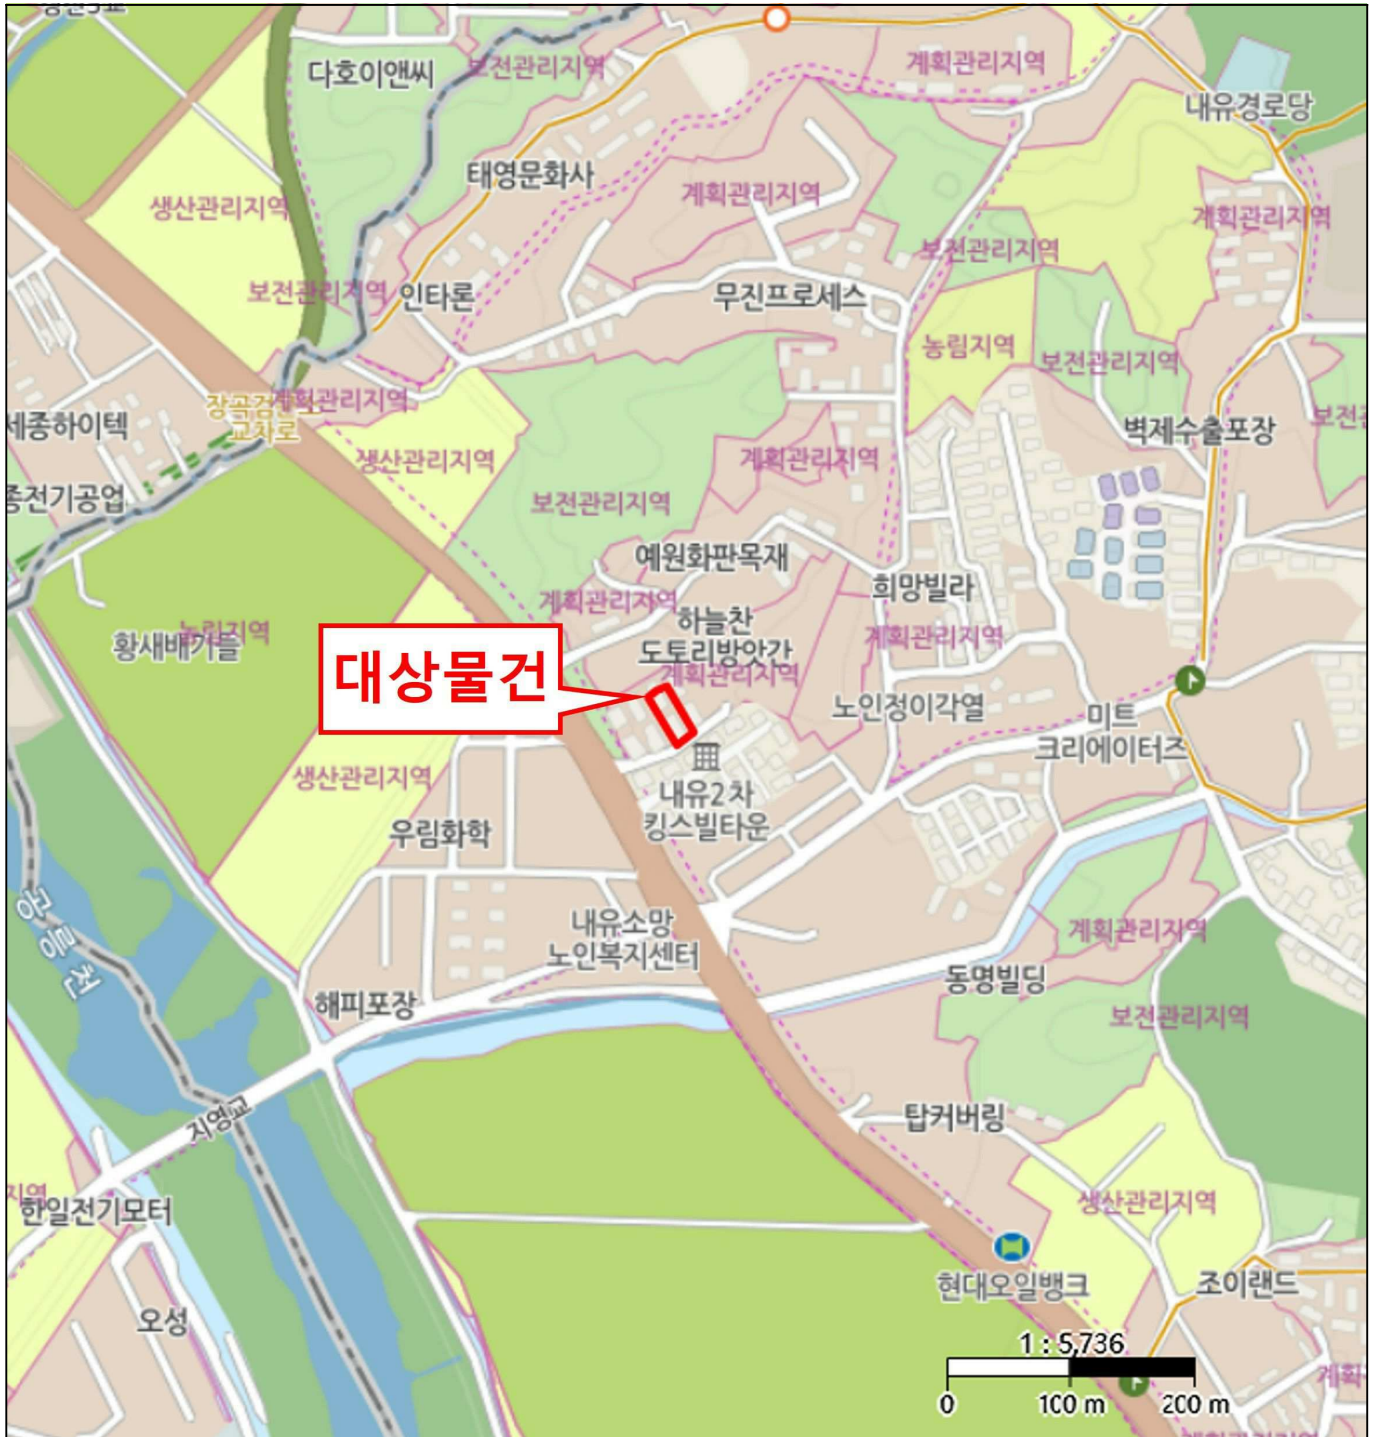 다호이앤씨
보전관리지역
계획관리지역
내유경로당
태영문화사
계획관리지역
생산관리지역
계획관리지역
보전관리지역
보전관리지역
인타론
무진프로세스
농림지역
보전관리지역
계획관리지역
교차로
세종하이텍
벽제수출포장
생산관리지역
계획관리지역
종전기공업
보전관리지역
예원화판목재
희망빌라
계획관리지역
하늘찬
도토리방앗간
계획관리지역
계획관리지역
황새배기들
농림지역
대상물건
노인정이각열
미트
크리에이터즈
생산관리지역
내유2차
킹스빌타운
우림화학
공릉천
내유소망
노인복지센터
계획관리지역
동명빌딩
해피포장
보전관리지역
지영교
탑커버링
지역
한일전기모터
생산관리지역
현대오일뱅크
조이랜드
오성
1 : 5,736
0 100 m 200 m